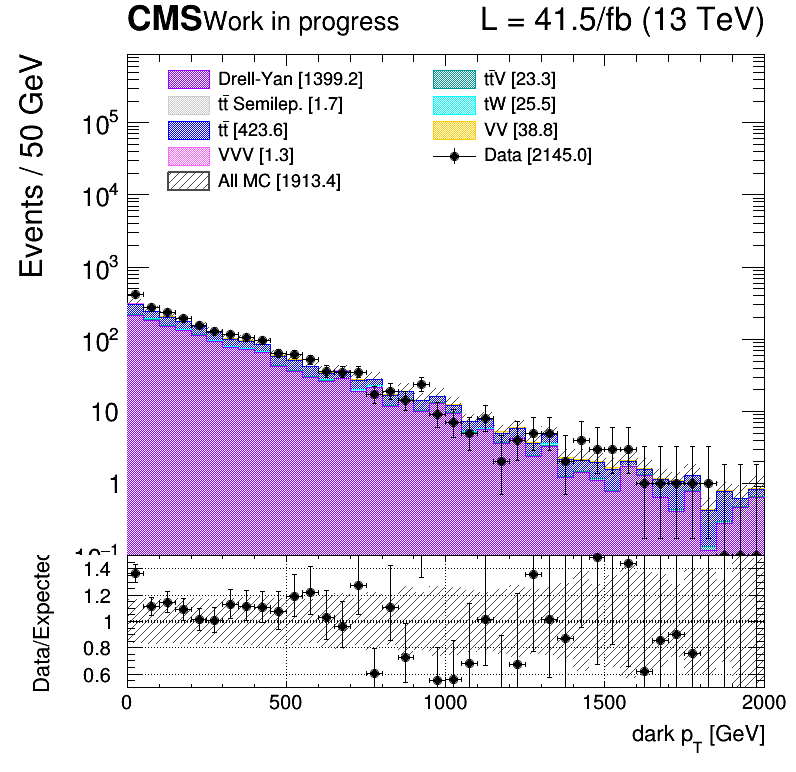 CMS Work in progress L = 41.5/fb (13 TeV)
Events / 50 GeV
Drell-Yan [1399.2]
tt̄ Semilep. [1.7]
tt̄ [423.6]
VVV [1.3]
All MC [1913.4]
tt̄V [23.3]
tW [25.5]
VV [38.8]
Data [2145.0]
10⁵
10⁴
10³
10²
10
1
10⁻¹
Data/Expected
1.4
1.2
1
0.8
0.6
0 500 1000 1500 2000
dark p_T [GeV]